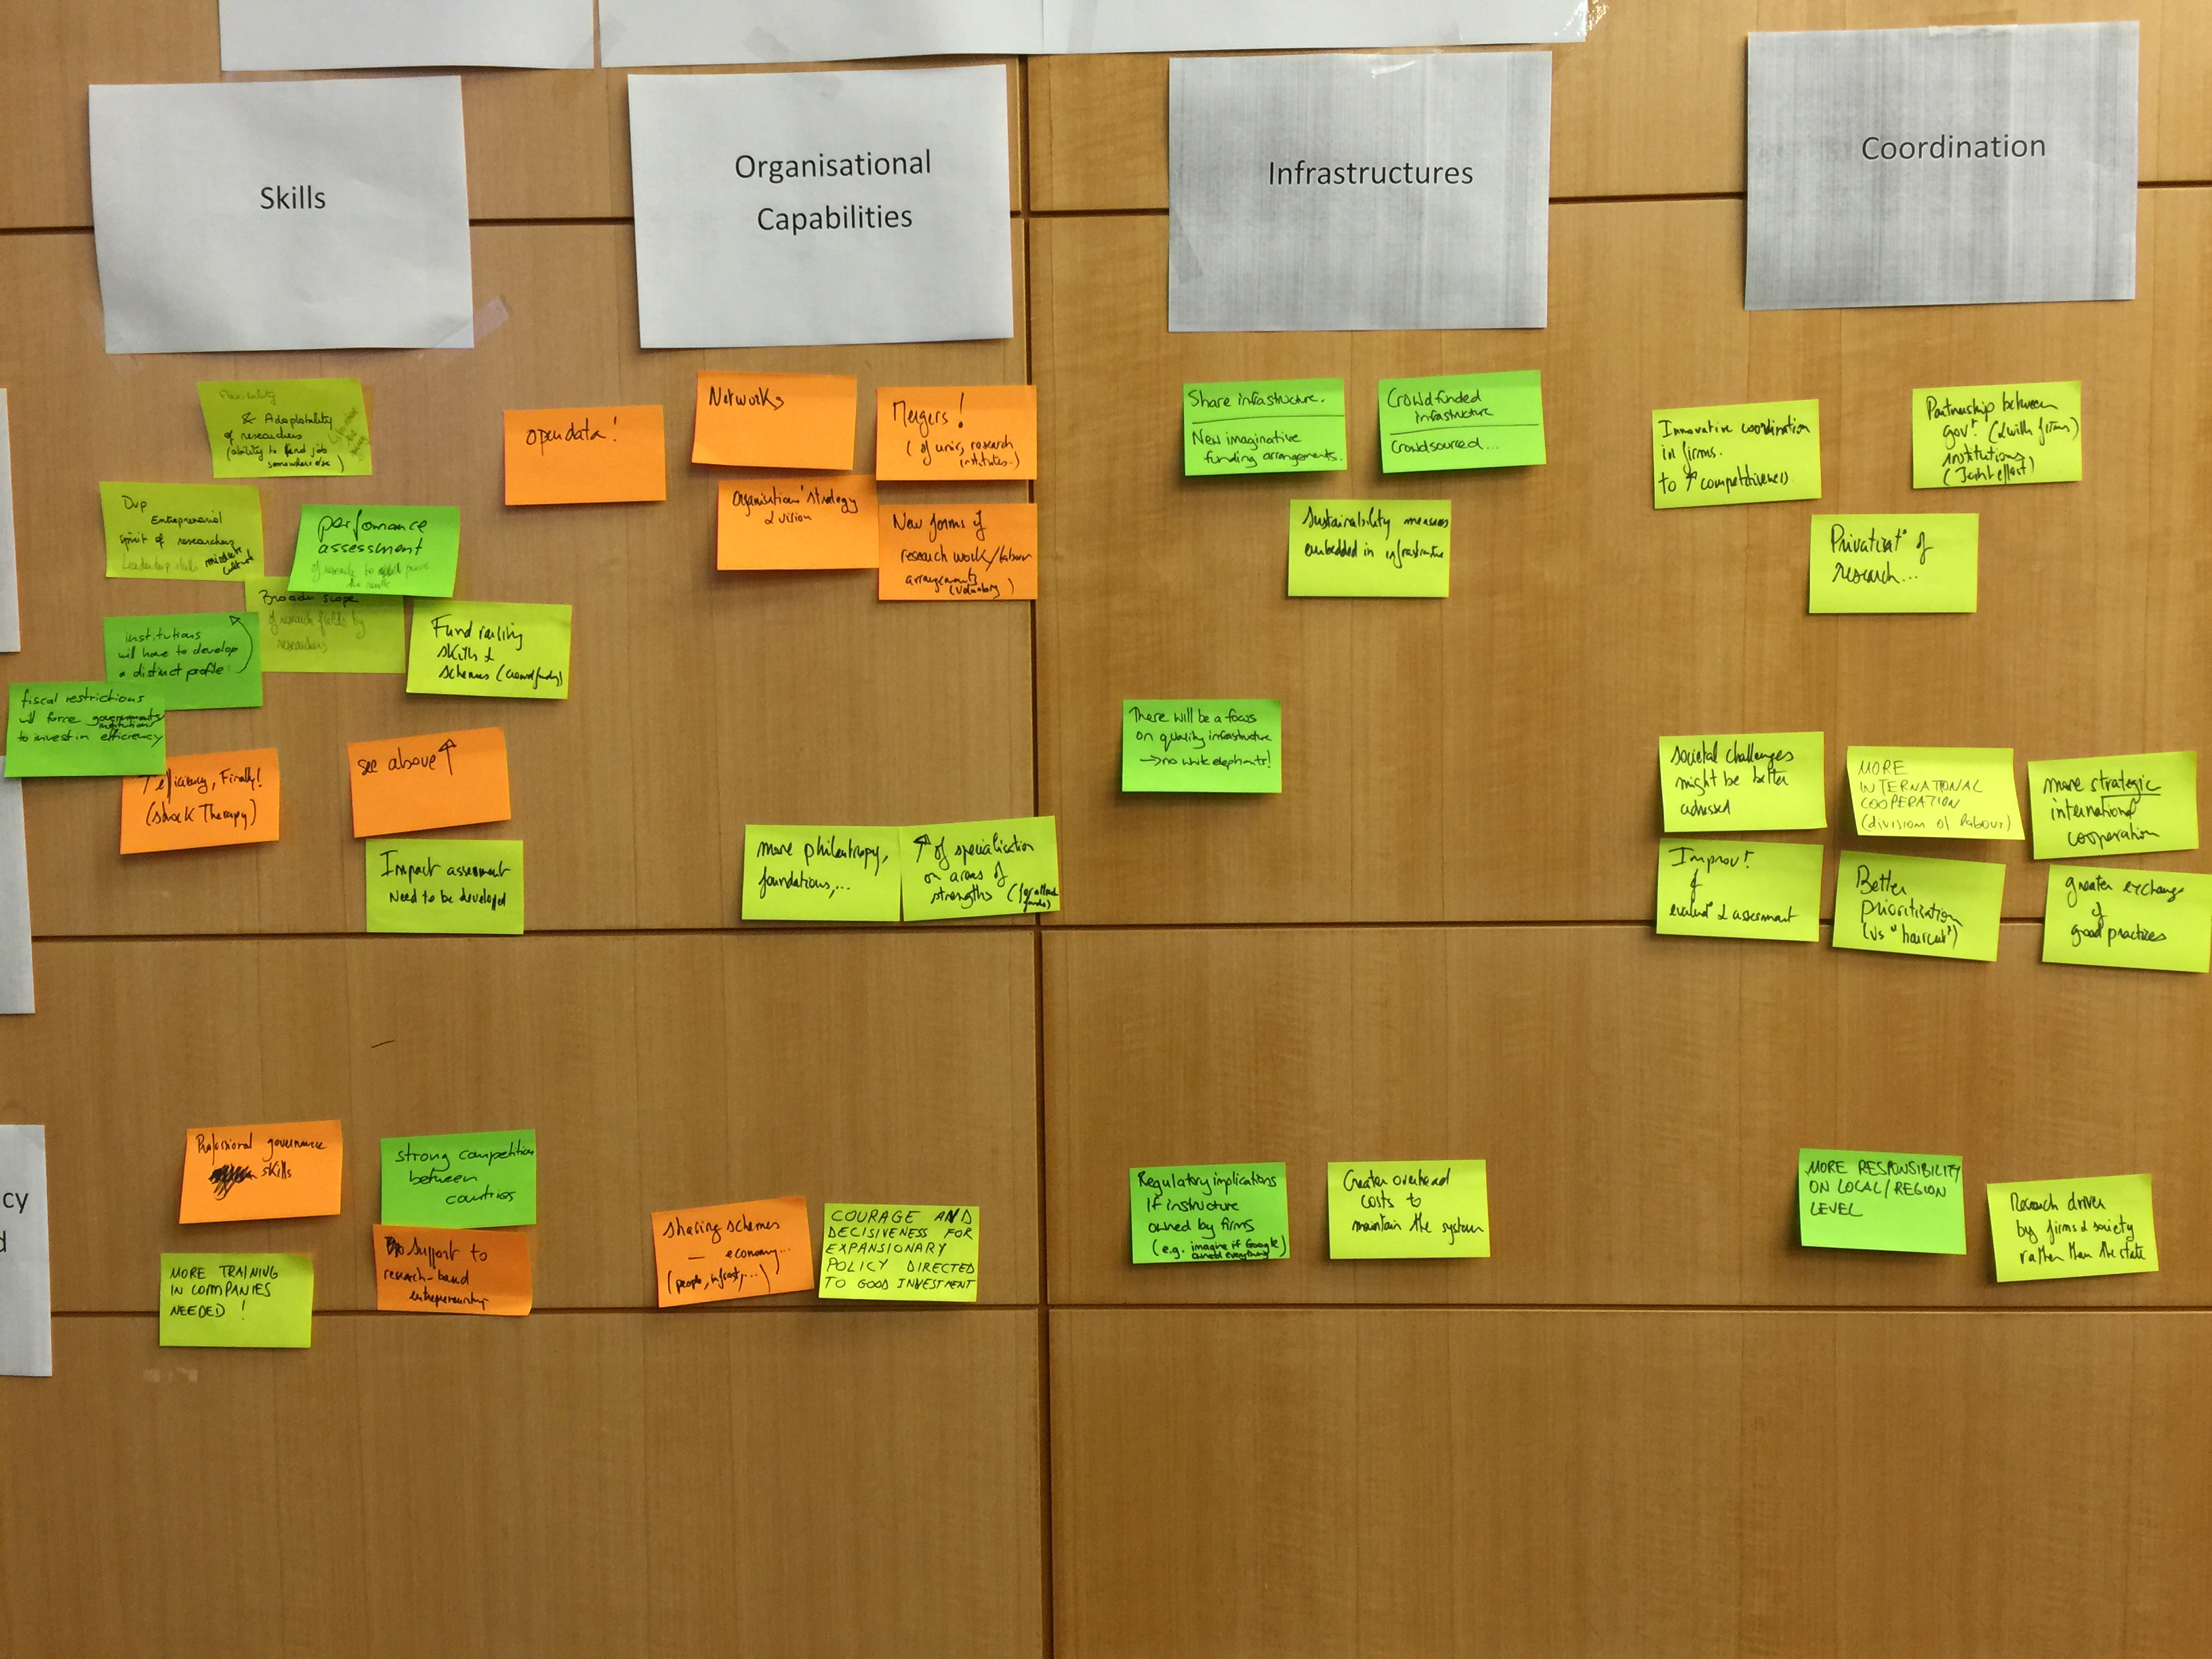 Skills
Organisational
Capabilities
Infrastructures
Coordination
& Adaptability
of researchers
(ability to find job
somewhere else)
Dvp
Entreprenarial
spirit of researchers
Leadership skills
performance
assessment
of
Broader scope
of research fields by
researchers
institutions
will have to develop
a distinct profile:
fiscal restrictions
will force governments
institutions
to invest in efficiency
Fund raising
skills &
schemes (crowdfunding)
↑ efficiency, Finally!
(shock Therapy)
see above ↑
Impact assessment
Need to be developed
open data!
Networks
Mergers!
(of univs, research
institutes.)
Organisations' strategy
& vision
New forms of
research work/labour
arrangements
(voluntary)
more philantropy,
foundations,...
↑ of specialisation
on areas of
strengths (to attract
funds)
Share infrastructure.
New imaginative
funding arrangements.
Crowdfunded
infrastructure
Crowdsourced...
Sustainability measures
embedded in infrastructure
There will be a focus
on quality infrastructure
→ no white elephants!
Innovative coordination
in firms.
to ↑ competitiveness.
Partnership between
govt. (& with firms)
institutions
(Joint effort)
Privatizat° of
research...
societal challenges
might be better
adressed
MORE
INTERNATIONAL
COOPERATION
(division of labour)
more strategic
international
cooperation
Improvt
of
evaluat° & assessment
Better
prioritisation
(vs "haircut")
greater exchange
of
good practices
cy
d
Professional governance
skills
strong competition
between
countries
MORE TRAINING
IN COMPANIES
NEEDED !
Support to
research-based
entrepreneurship
sharing schemes
— economy...
(people, infrast,...)
COURAGE AND
DECISIVENESS FOR
EXPANSIONARY
POLICY DIRECTED
TO GOOD INVESTMENT
Regulatory implications
If instructure
owned by firms
(e.g. imagine if Google
owned everything)
Greater overhead
costs to
maintain the system
MORE RESPONSIBILITY
ON LOCAL/REGION
LEVEL
Research driven
by firms & society
rather than the state